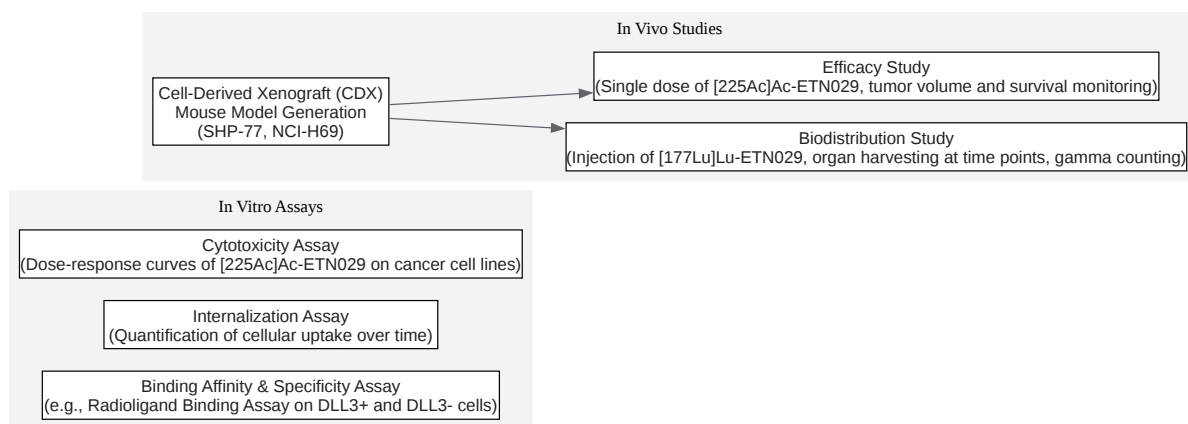 In Vivo Studies
Cell-Derived Xenograft (CDX)
Mouse Model Generation
(SHP-77, NCI-H69)
Efficacy Study
(Single dose of [225Ac]Ac-ETN029, tumor volume and survival monitoring)
Biodistribution Study
(Injection of [177Lu]Lu-ETN029, organ harvesting at time points, gamma counting)
In Vitro Assays
Cytotoxicity Assay
(Dose-response curves of [225Ac]Ac-ETN029 on cancer cell lines)
Internalization Assay
(Quantification of cellular uptake over time)
Binding Affinity & Specificity Assay
(e.g., Radioligand Binding Assay on DLL3+ and DLL3- cells)